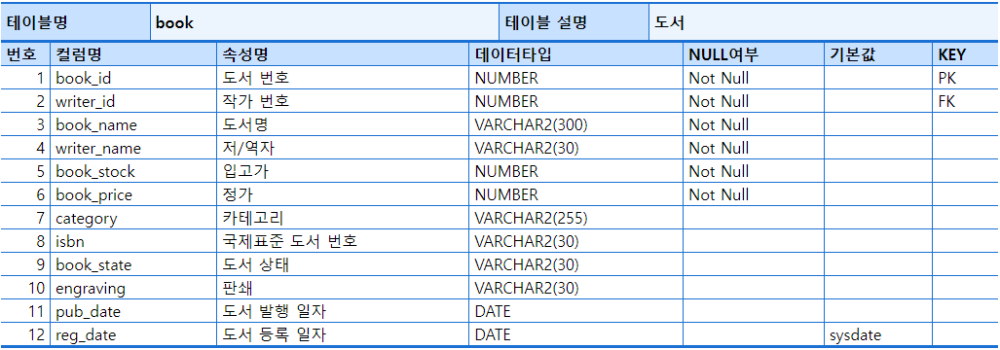 테이블명 book 테이블 설명 도서
번호 컬럼명 속성명 데이터타입 NULL여부 기본값 KEY
1 book_id 도서 번호 NUMBER Not Null PK
2 writer_id 작가 번호 NUMBER Not Null FK
3 book_name 도서명 VARCHAR2(300) Not Null
4 writer_name 저/역자 VARCHAR2(30) Not Null
5 book_stock 입고가 NUMBER Not Null
6 book_price 정가 NUMBER Not Null
7 category 카테고리 VARCHAR2(255)
8 isbn 국제표준 도서 번호 VARCHAR2(30)
9 book_state 도서 상태 VARCHAR2(30)
10 engraving 판쇄 VARCHAR2(30)
11 pub_date 도서 발행 일자 DATE
12 reg_date 도서 등록 일자 DATE sysdate